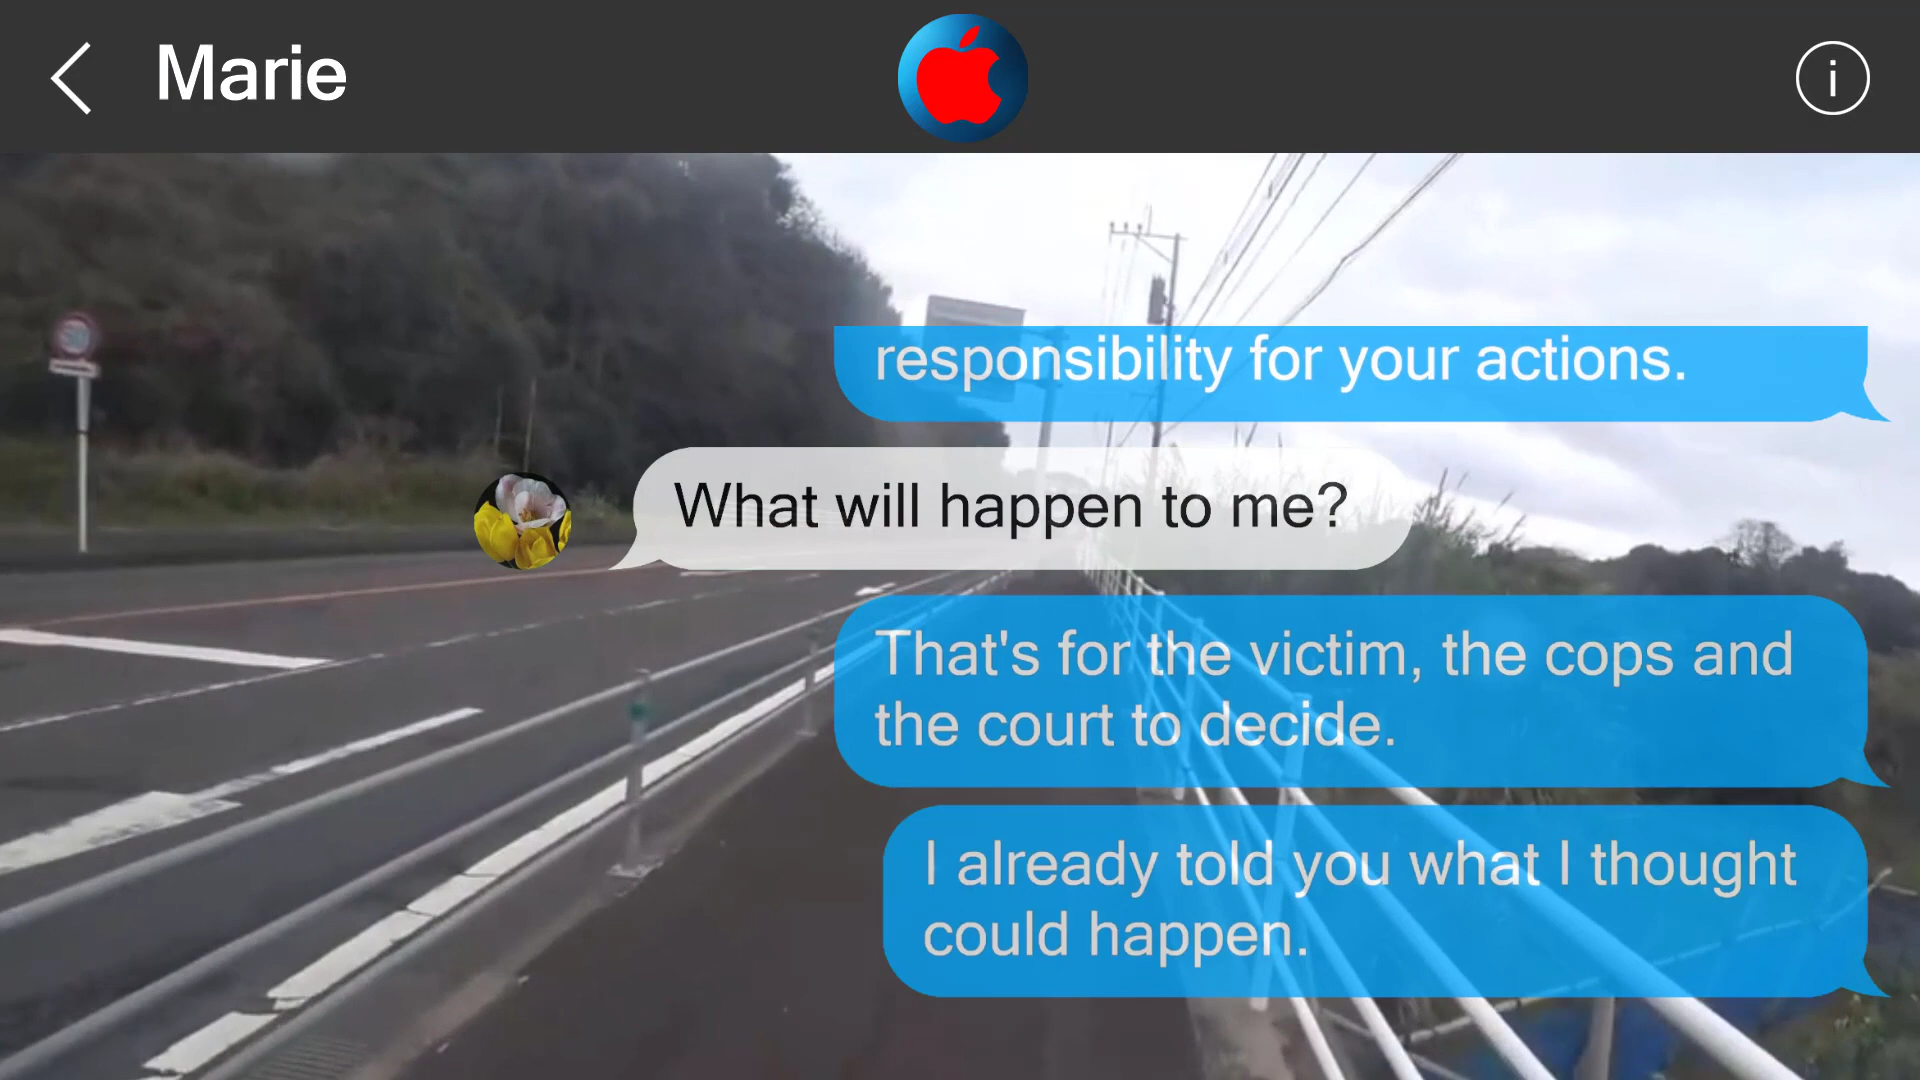 Marie
responsibility for your actions.
What will happen to me?
That's for the victim, the cops and
the court to decide.
I already told you what I thought
could happen.